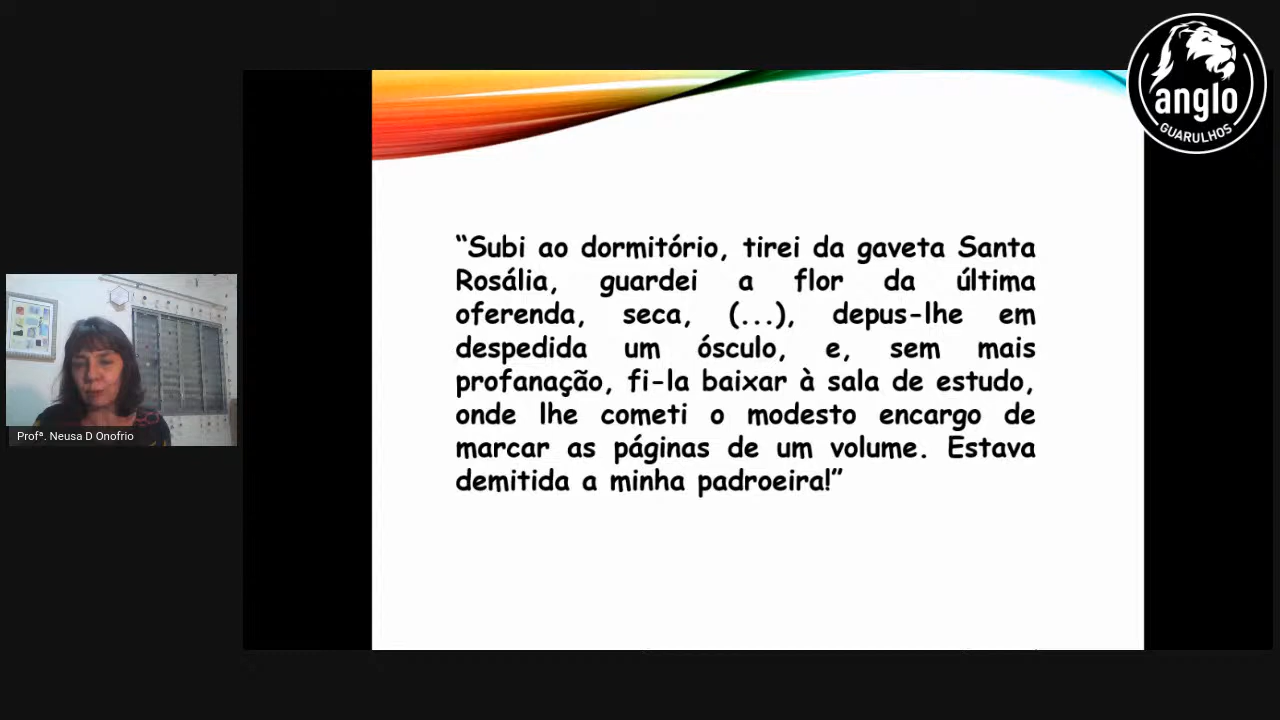 anglo
GUARULHOS
“Subi ao dormitório, tirei da gaveta Santa
Rosália, guardei a flor da última
oferenda, seca, (...), depus-lhe em
despedida um ósculo, e, sem mais
profanação, fi-la baixar à sala de estudo,
onde lhe cometi o modesto encargo de
marcar as páginas de um volume. Estava
demitida a minha padroeira!”
Profª. Neusa D Onofrio